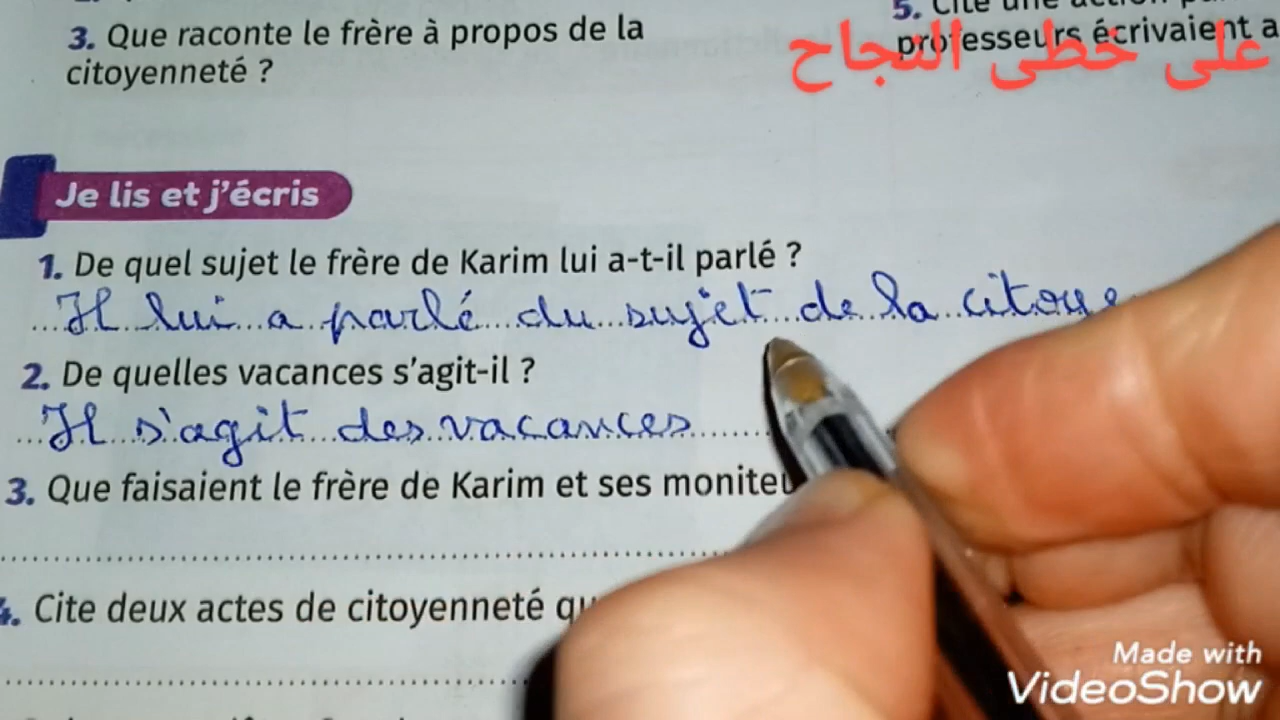 3. Que raconte le frère à propos de la
citoyenneté ?
professeurs écrivaient a
على خطى النجاح
Je lis et j'écris
1. De quel sujet le frère de Karim lui a-t-il parlé ?
Il lui a parlé du sujet de la citoye
2. De quelles vacances s'agit-il ?
Il s'agit des vacances
3. Que faisaient le frère de Karim et ses moniteu
4. Cite deux actes de citoyenneté qu
Made with
VideoShow